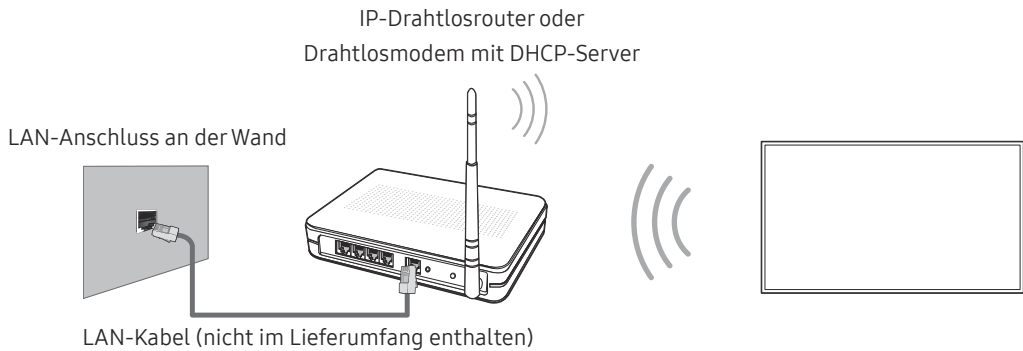 IP-Drahtlosrouter oder
Drahtlosmodem mit DHCP-Server
LAN-Anschluss an der Wand
LAN-Kabel (nicht im Lieferumfang enthalten)